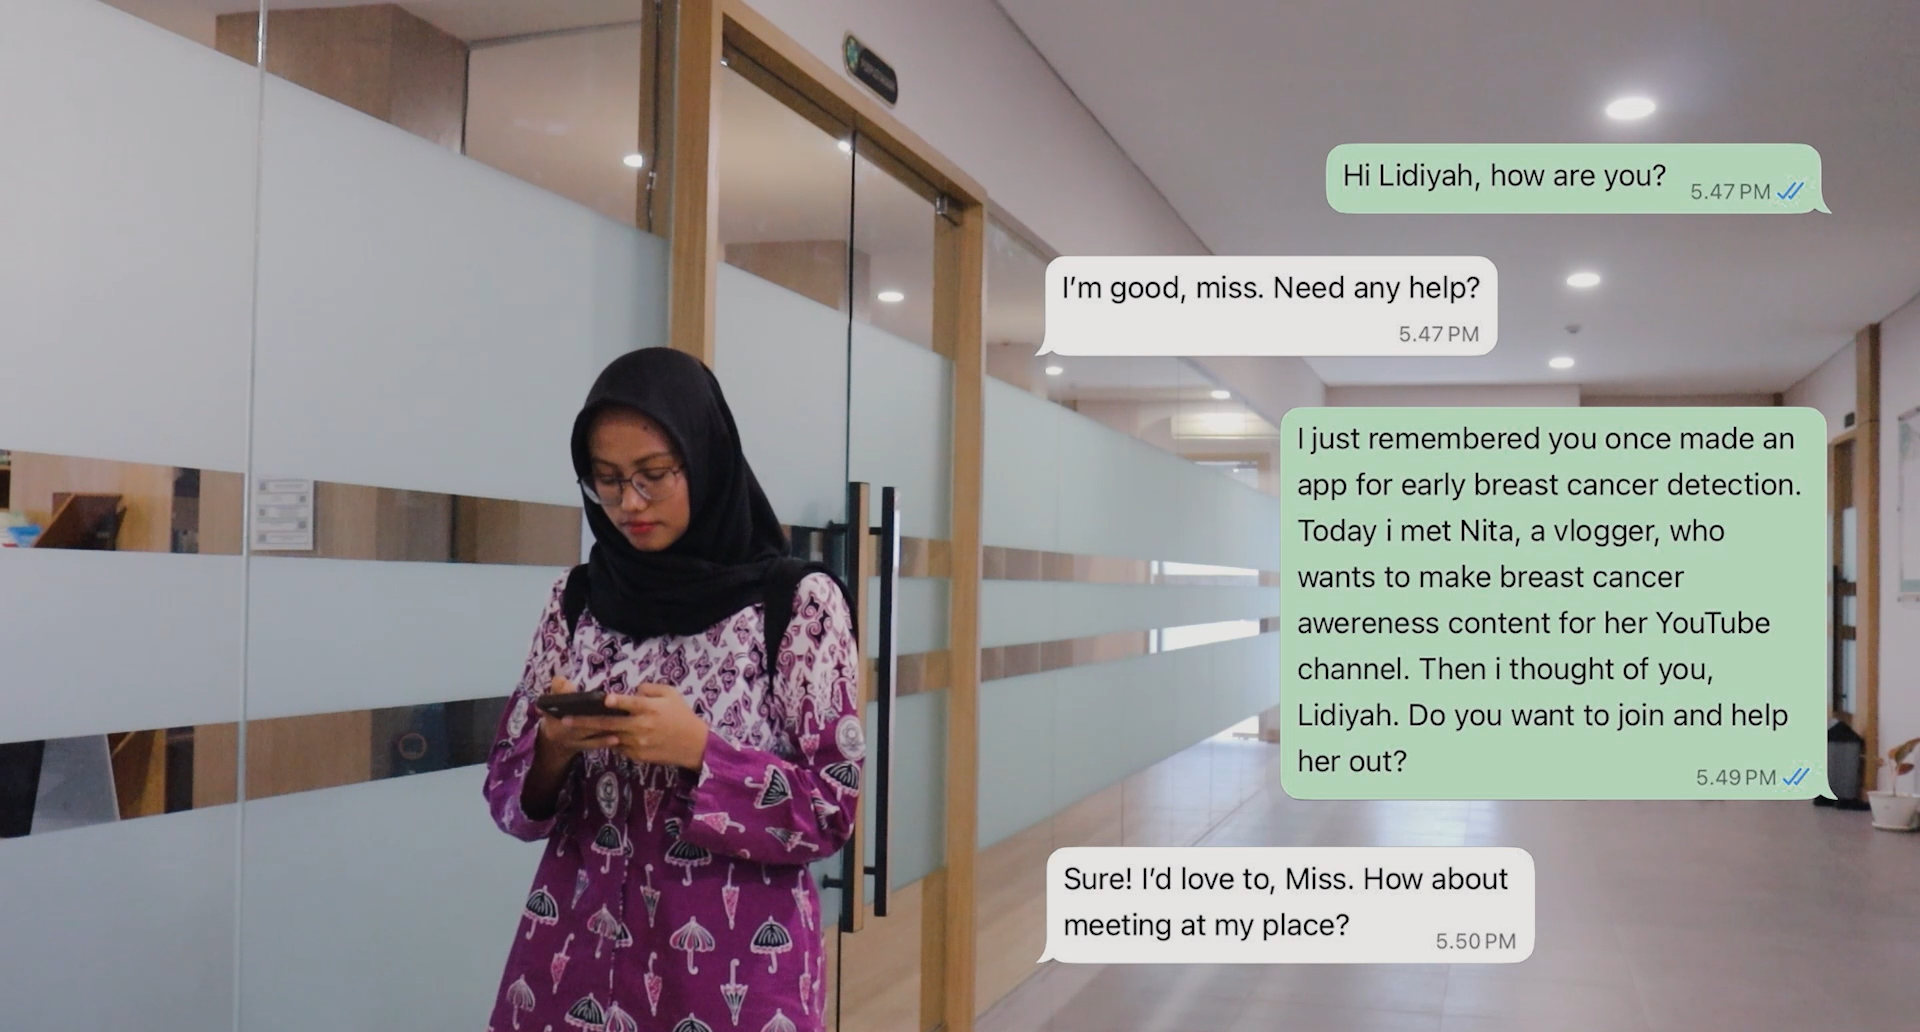 Hi Lidiyah, how are you?
5.47 PM
I'm good, miss. Need any help?
5.47 PM
I just remembered you once made an
app for early breast cancer detection.
Today i met Nita, a vlogger, who
wants to make breast cancer
awereness content for her YouTube
channel. Then i thought of you,
Lidiyah. Do you want to join and help
her out?
5.49 PM
Sure! I'd love to, Miss. How about
meeting at my place?
5.50 PM